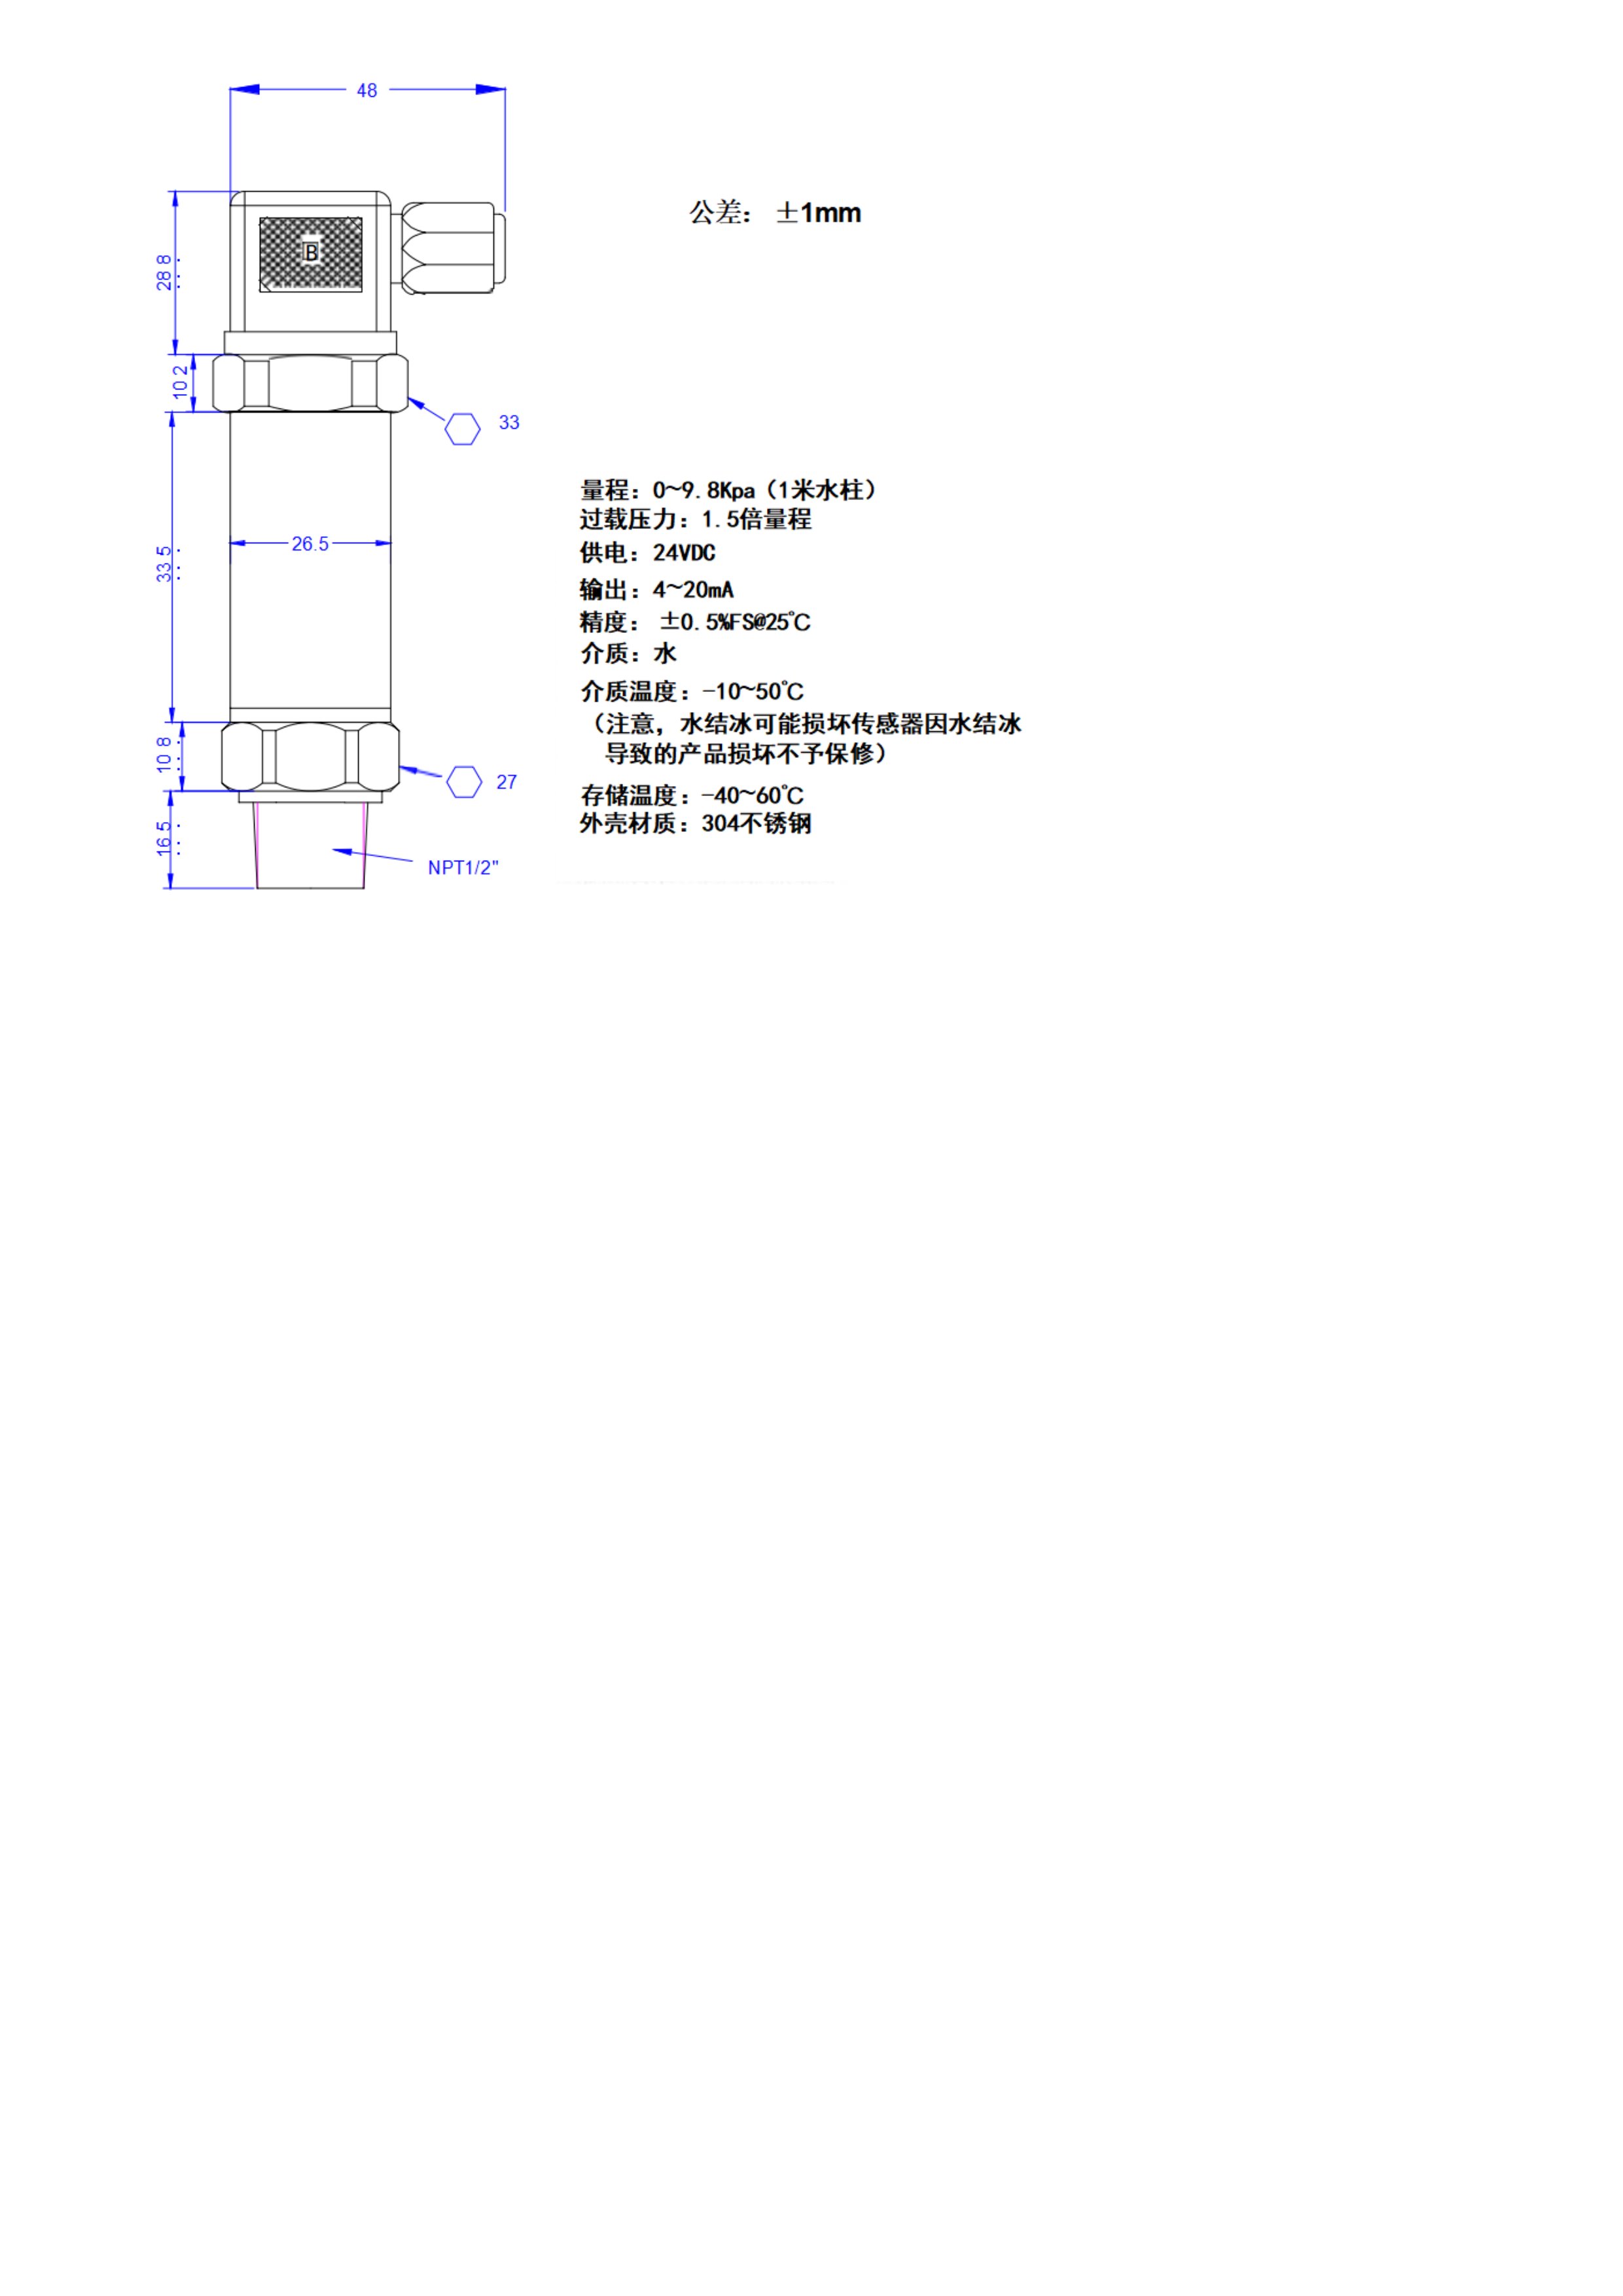 48
公差： ±1mm
B
28.8
10.2
33
量程：0~9.8Kpa（1米水柱）
过载压力：1.5倍量程
26.5
33.5
供电：24VDC
输出：4~20mA
精度： ±0.5%FS@25℃
介质：水
介质温度：-10~50℃
（注意，水结冰可能损坏传感器因水结冰
导致的产品损坏不予保修）
10.8
27
存储温度：-40~60℃
外壳材质：304不锈钢
16.5
NPT1/2"